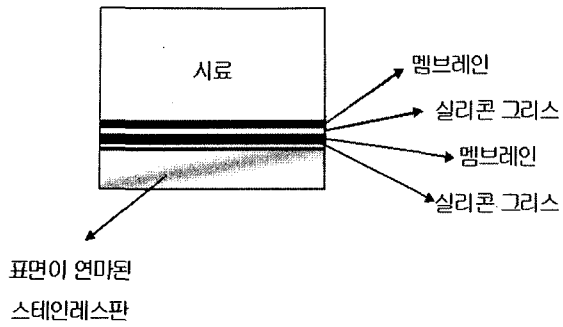 시료
멤브레인
실리콘 그리스
멤브레인
실리콘 그리스
표면이 연마된
스테인레스판